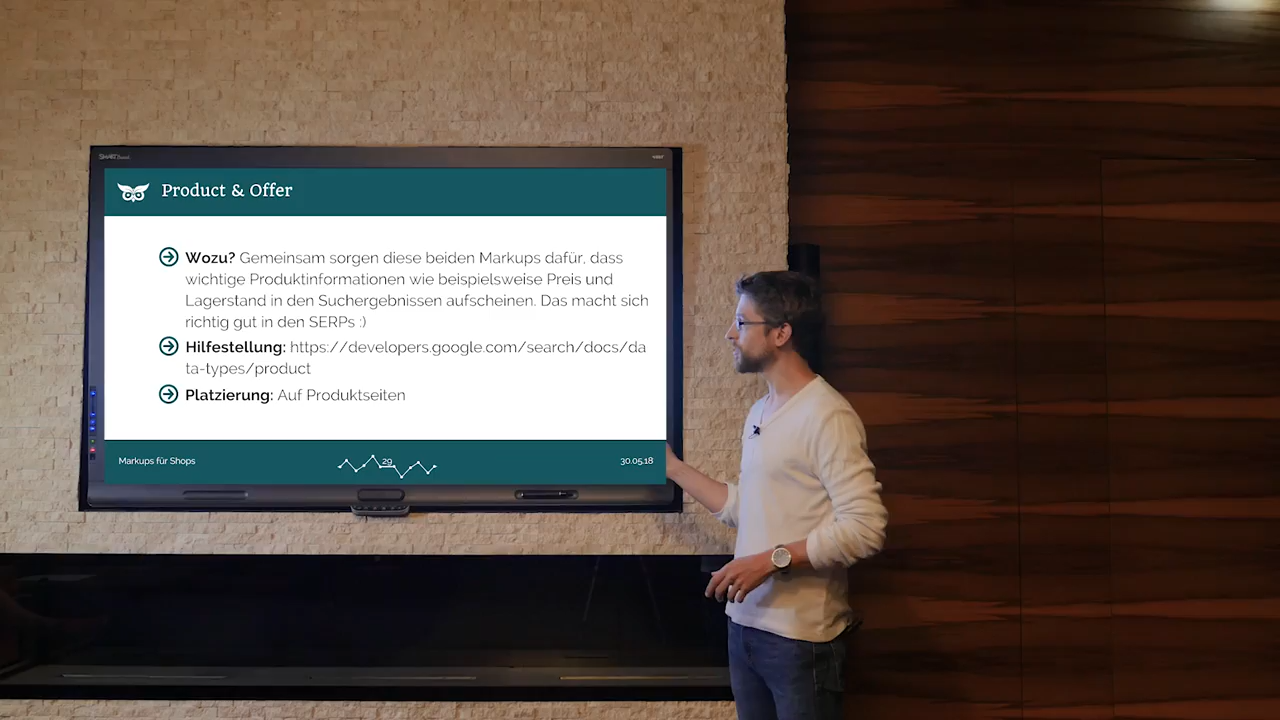 SMART Board
Product & Offer
Wozu? Gemeinsam sorgen diese beiden Markups dafür, dass
wichtige Produktinformationen wie beispielsweise Preis und
Lagerstand in den Suchergebnissen aufscheinen. Das macht sich
richtig gut in den SERPs :)
Hilfestellung: https://developers.google.com/search/docs/da
ta-types/product
Platzierung: Auf Produktseiten
Markups für Shops
29
30.05.18